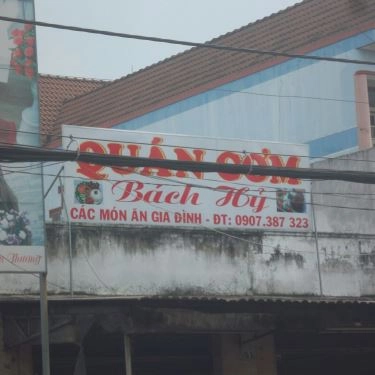 QUÁN CƠM
Bách Hỷ
CÁC MÓN ĂN GIA ĐÌNH - ĐT: 0907.387 323